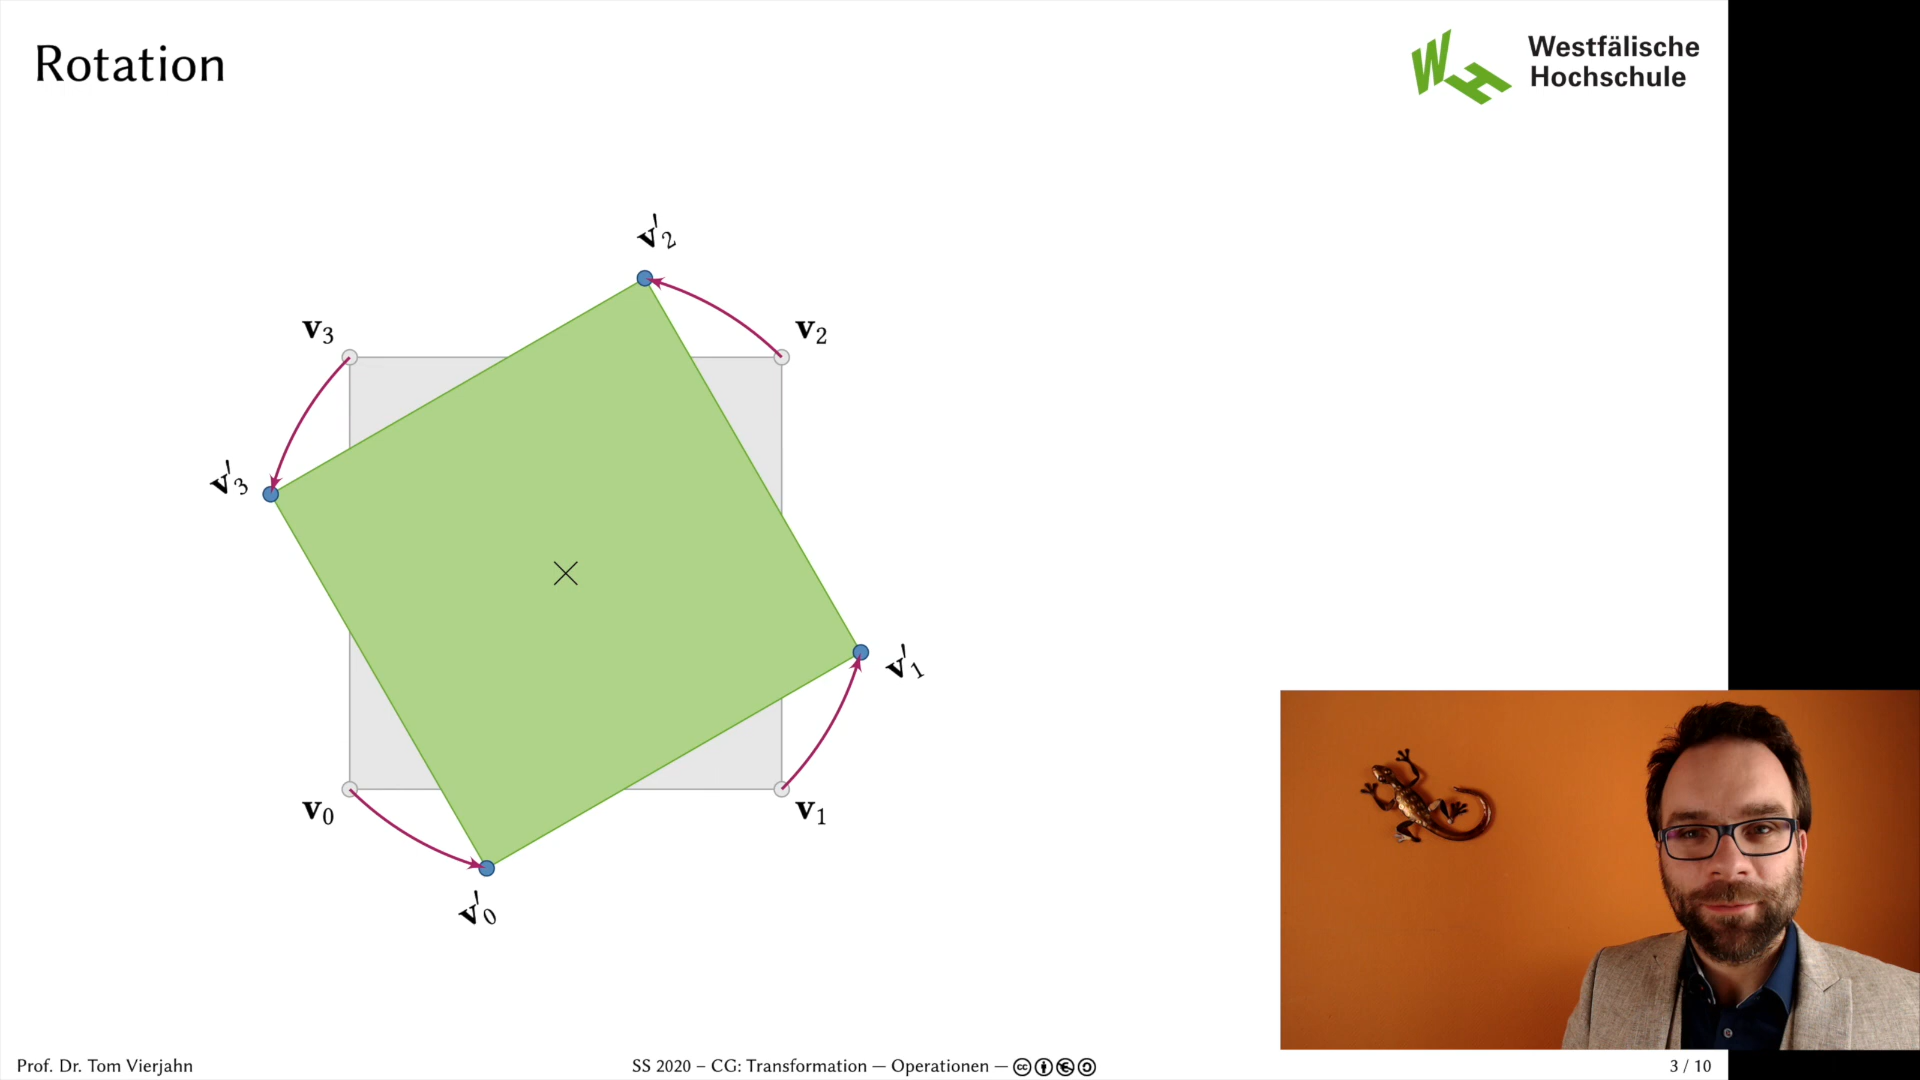 Rotation
Westfälische
Hochschule
v'2
v3
v2
v'3
v'1
v0
v1
v'0
Prof. Dr. Tom Vierjahn
SS 2020 – CG: Transformation — Operationen —
3 / 10